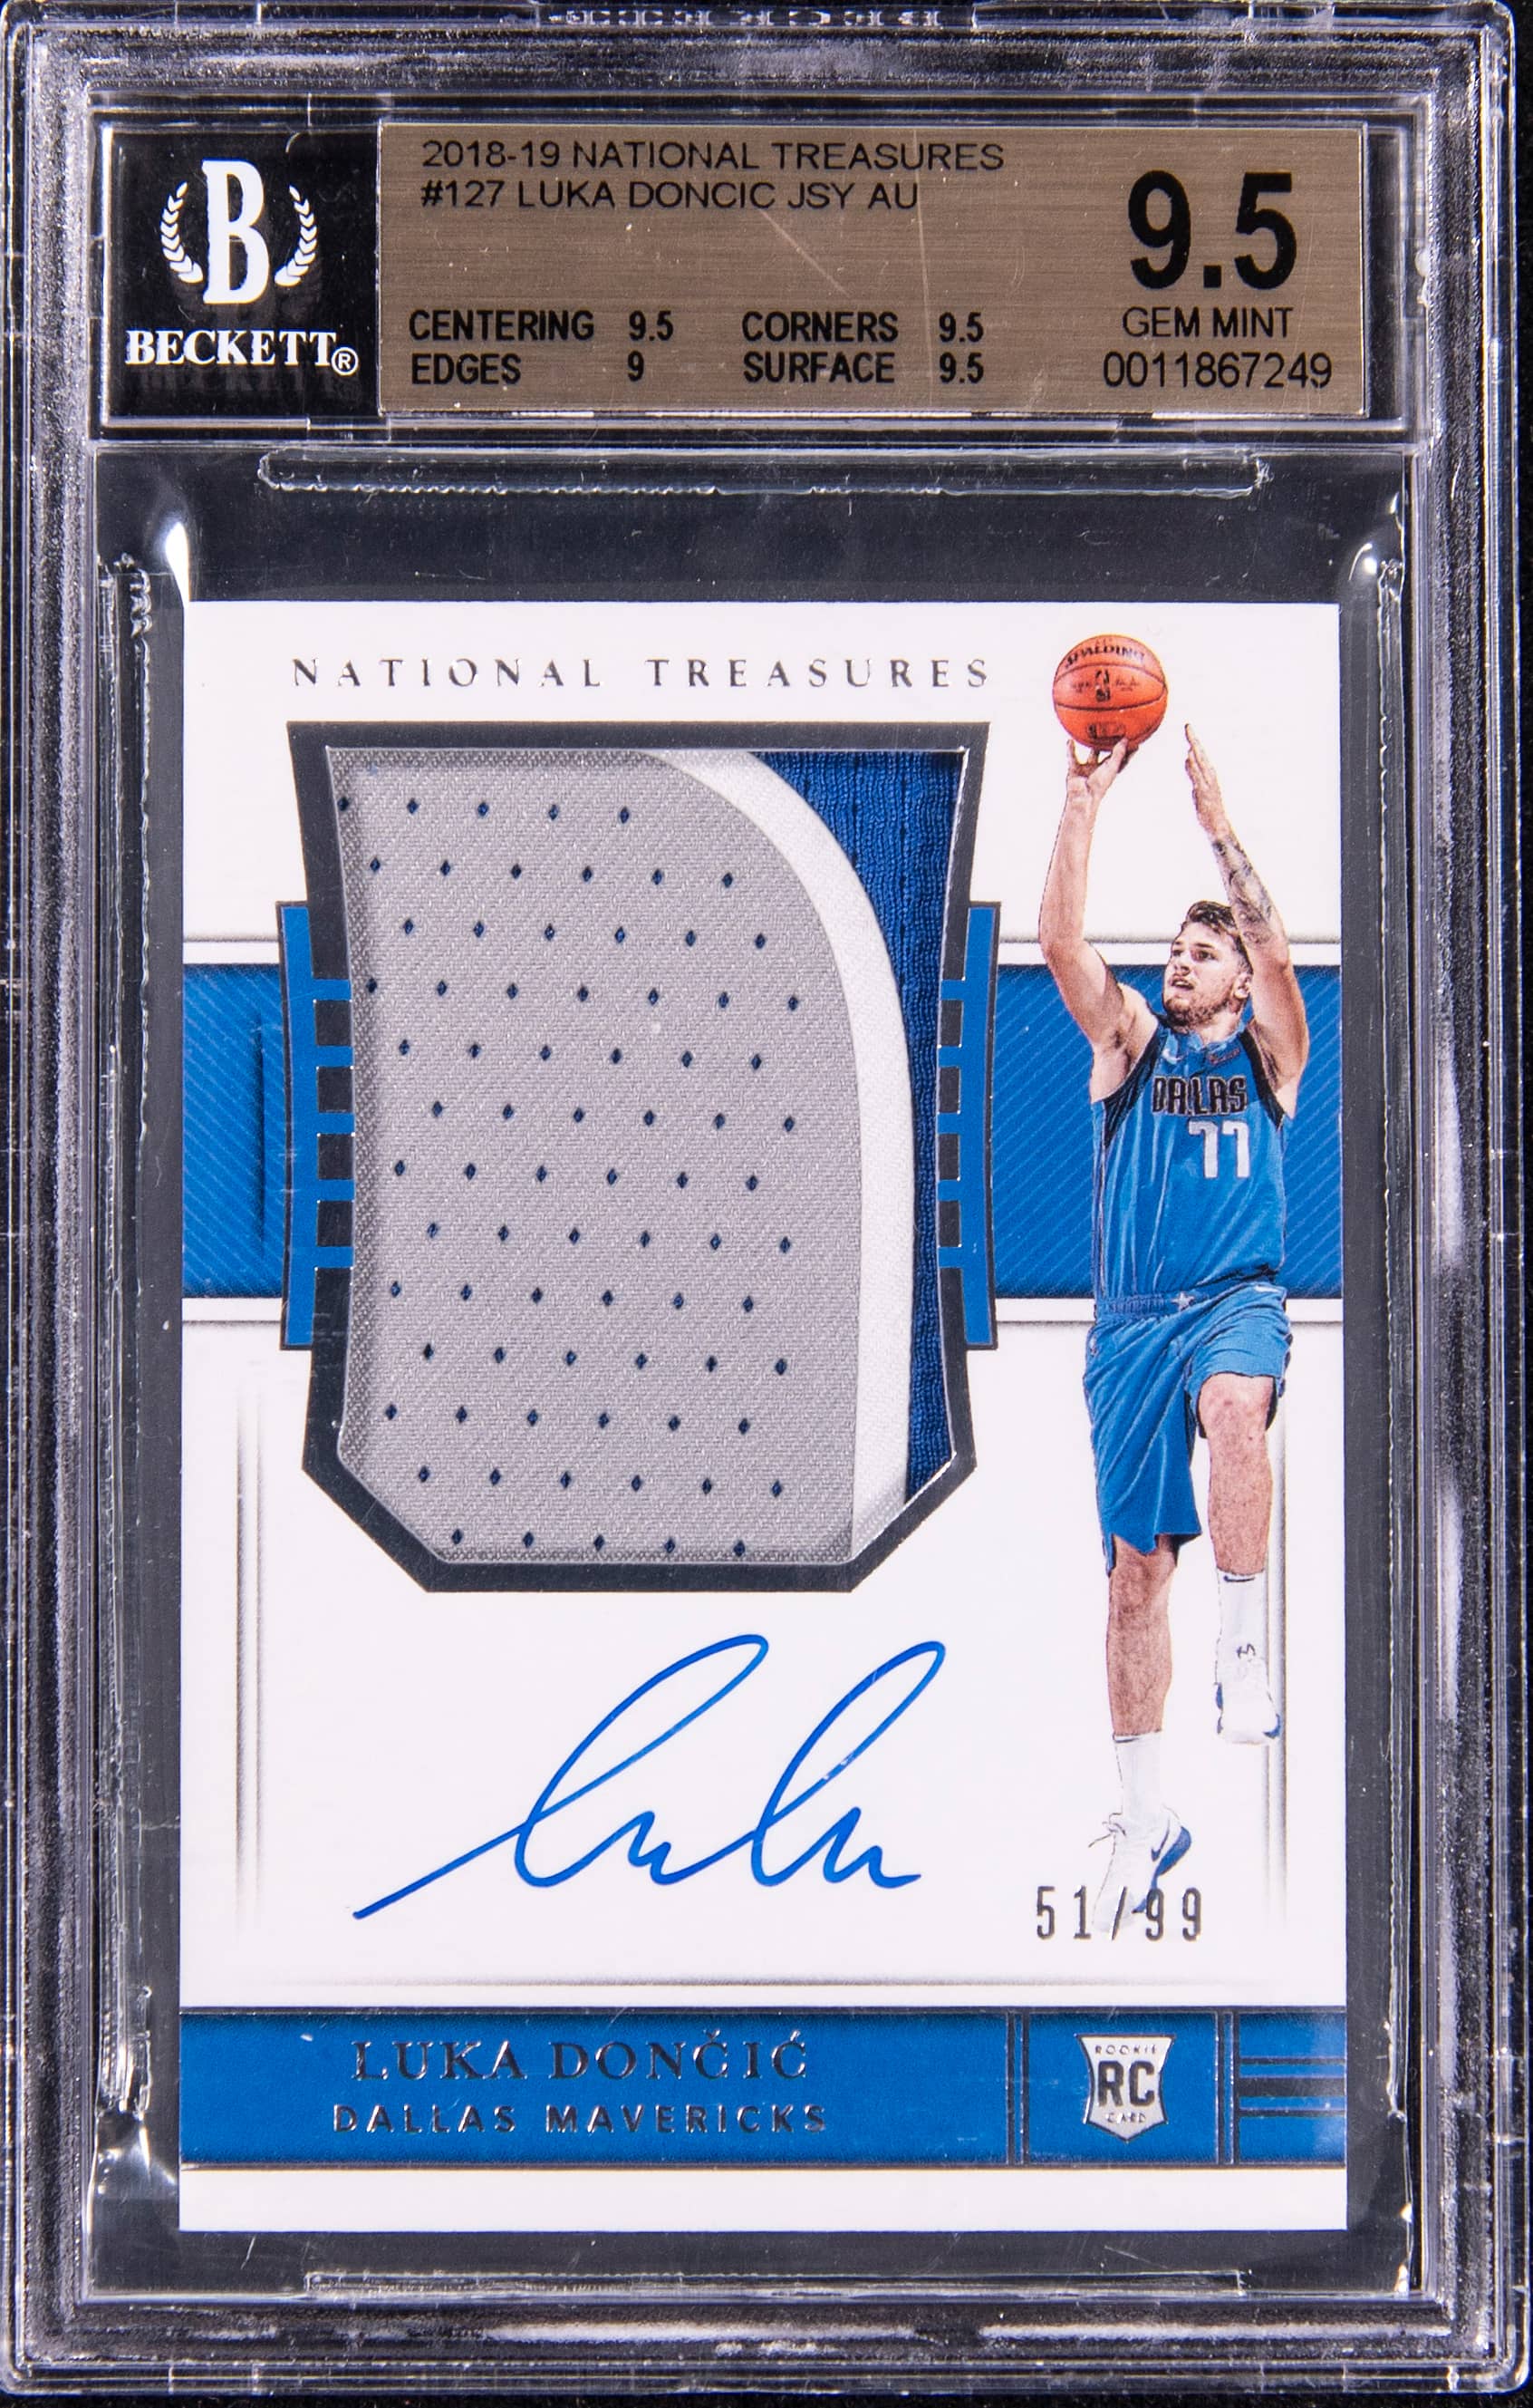 2018-19 NATIONAL TREASURES
#127 LUKA DONCIC JSY AU
9.5
GEM MINT
0011867249
CENTERING 9.5 CORNERS 9.5
EDGES 9 SURFACE 9.5
B
BECKETT®
NATIONAL TREASURES
SPALDING
DALLAS
77
Luka
51/99
LUKA DONČIĆ
DALLAS MAVERICKS
ROOKIE
RC
CARD